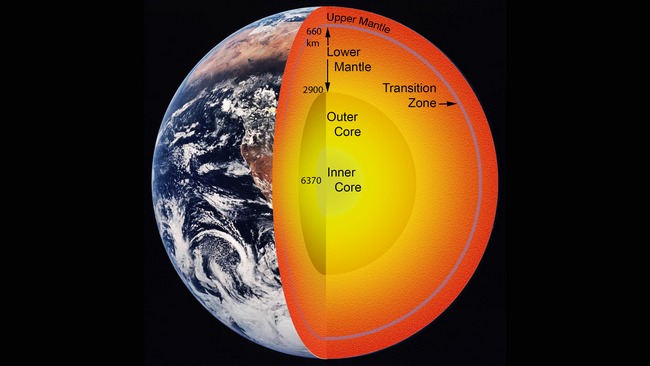 Upper Mantle
660
km
Lower
Mantle
2900
Transition
Zone
Outer
Core
6370
Inner
Core